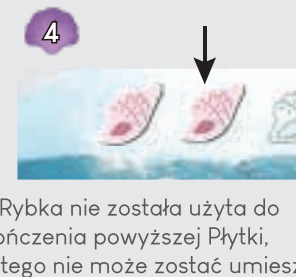 4
Rybka nie została użyta do
ończenia powyższej Płytki,
tego nie może zostać umiesz